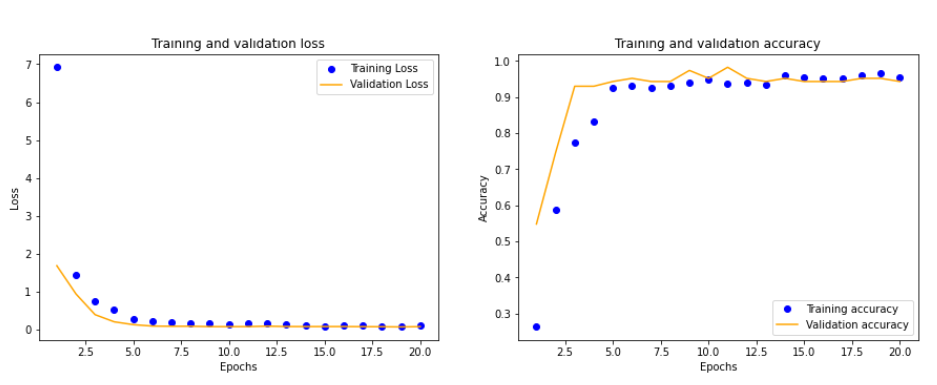 Training and validation loss
7
6
5
4
3
2
1
0
Loss
Training Loss
Validation Loss
2.5 5.0 7.5 10.0 12.5 15.0 17.5 20.0
Epochs
Training and validation accuracy
1.0
0.9
0.8
0.7
0.6
0.5
0.4
0.3
Accuracy
Training accuracy
Validation accuracy
2.5 5.0 7.5 10.0 12.5 15.0 17.5 20.0
Epochs